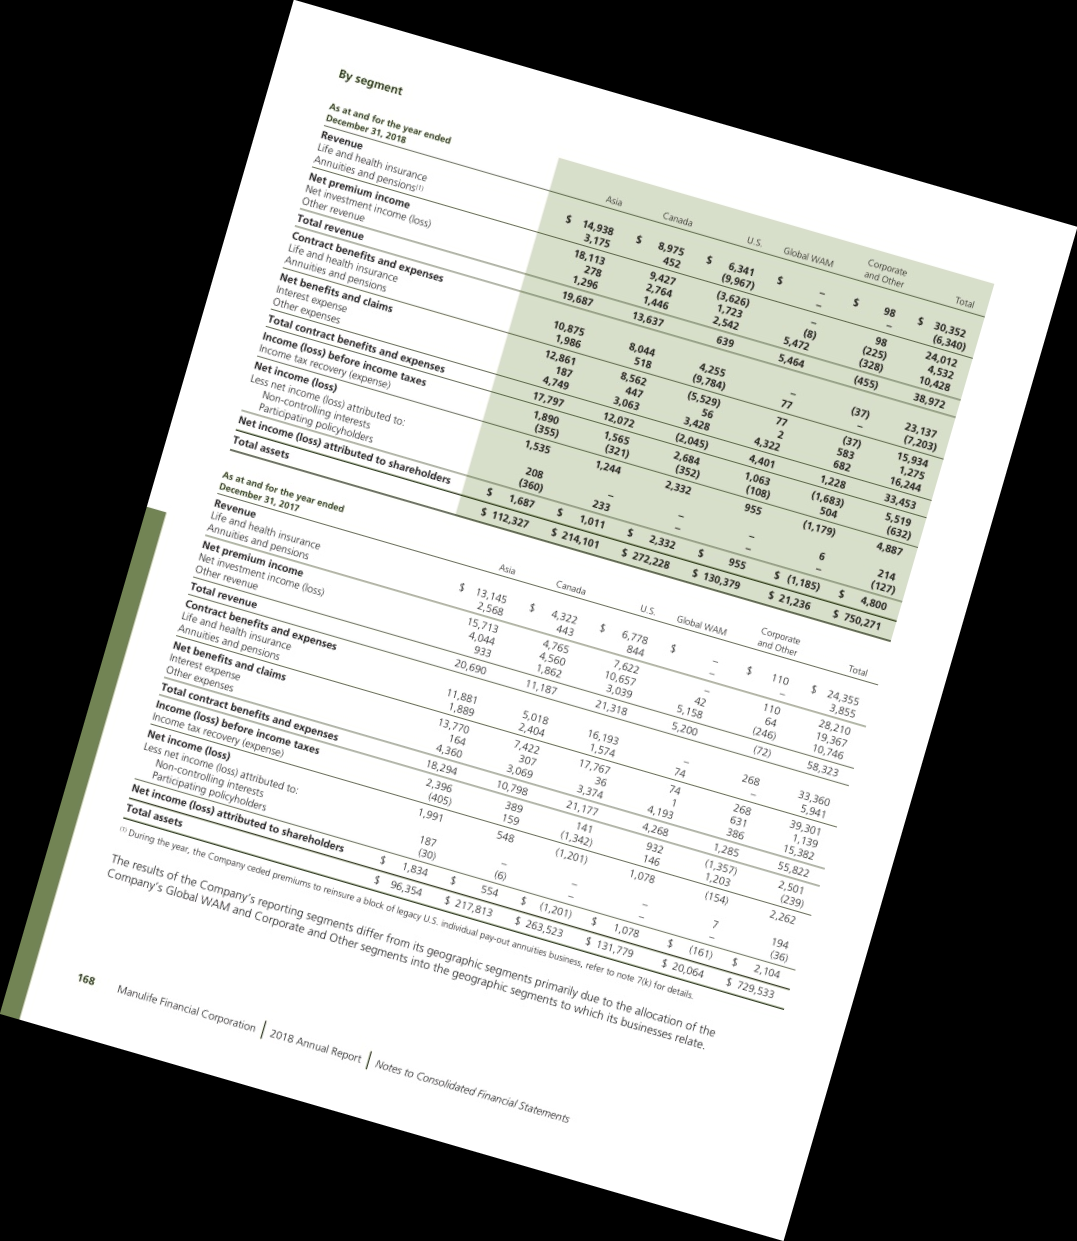 By segment
As at and for the year ended
December 31, 2018 Asia Canada U.S. Global WAM Corporate and Other Total
Revenue
Life and health insurance $ 14,938 $ 8,975 $ 6,341 $ – $ 98 $ 30,352
Annuities and pensions(1) 3,175 452 (9,967) – – (6,340)
Net premium income 18,113 9,427 (3,626) – 98 24,012
Net investment income (loss) 278 2,764 1,723 (8) (225) 4,532
Other revenue 1,296 1,446 2,542 5,472 (328) 10,428
Total revenue 19,687 13,637 639 5,464 (455) 38,972
Contract benefits and expenses
Life and health insurance 10,875 8,044 4,255 – (37) 23,137
Annuities and pensions 1,986 518 (9,784) 77 – (7,203)
Net benefits and claims 12,861 8,562 (5,529) 77 (37) 15,934
Interest expense 187 447 56 2 583 1,275
Other expenses 4,749 3,063 3,428 4,322 682 16,244
Total contract benefits and expenses 17,797 12,072 (2,045) 4,401 1,228 33,453
Income (loss) before income taxes 1,890 1,565 2,684 1,063 (1,683) 5,519
Income tax recovery (expense) (355) (321) (352) (108) 504 (632)
Net income (loss) 1,535 1,244 2,332 955 (1,179) 4,887
Less net income (loss) attributed to:
Non-controlling interests 208 – – – 6 214
Participating policyholders (360) 233 – – – (127)
Net income (loss) attributed to shareholders $ 1,687 $ 1,011 $ 2,332 $ 955 $ (1,185) $ 4,800
Total assets $ 112,327 $ 214,101 $ 272,228 $ 130,379 $ 21,236 $ 750,271
As at and for the year ended
December 31, 2017 Asia Canada U.S. Global WAM Corporate and Other Total
Revenue
Life and health insurance $ 13,145 $ 4,322 $ 6,778 $ – $ 110 $ 24,355
Annuities and pensions 2,568 443 844 – – 3,855
Net premium income 15,713 4,765 7,622 – 110 28,210
Net investment income (loss) 4,044 4,560 10,657 42 64 19,367
Other revenue 933 1,862 3,039 5,158 (246) 10,746
Total revenue 20,690 11,187 21,318 5,200 (72) 58,323
Contract benefits and expenses
Life and health insurance 11,881 5,018 16,193 – 268 33,360
Annuities and pensions 1,889 2,404 1,574 74 – 5,941
Net benefits and claims 13,770 7,422 17,767 74 268 39,301
Interest expense 164 307 36 1 631 1,139
Other expenses 4,360 3,069 3,374 4,193 386 15,382
Total contract benefits and expenses 18,294 10,798 21,177 4,268 1,285 55,822
Income (loss) before income taxes 2,396 389 141 932 (1,357) 2,501
Income tax recovery (expense) (405) 159 (1,342) 146 1,203 (239)
Net income (loss) 1,991 548 (1,201) 1,078 (154) 2,262
Less net income (loss) attributed to:
Non-controlling interests 187 – – – 7 194
Participating policyholders (30) (6) – – – (36)
Net income (loss) attributed to shareholders $ 1,834 $ 554 $ (1,201) $ 1,078 $ (161) $ 2,104
Total assets $ 96,354 $ 217,813 $ 263,523 $ 131,779 $ 20,064 $ 729,533
(1) During the year, the Company ceded premiums to reinsure a block of legacy U.S. individual pay-out annuities business, refer to note 7(k) for details.
The results of the Company's reporting segments differ from its geographic segments primarily due to the allocation of the
Company's Global WAM and Corporate and Other segments into the geographic segments to which its businesses relate.
168 Manulife Financial Corporation | 2018 Annual Report | Notes to Consolidated Financial Statements